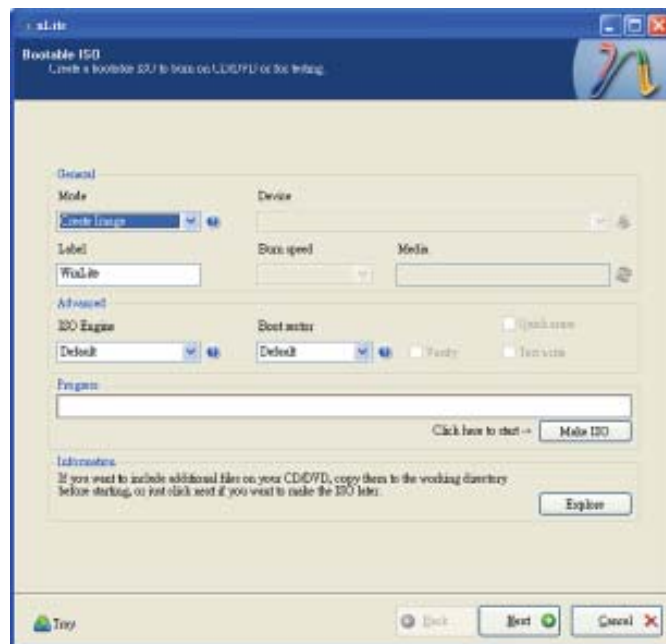 nLite
Bootable ISO
Create a bootable ISO to burn on CD/DVD or for testing.
General
Mode
Device
Create Image
Label
Burn speed
Media
WinLite
Advanced
ISO Engine
Boot sector
Quick erase
Default
Default
Verify
Test write
Progress
Click here to start→
Make ISO
Information
If you want to include additional files on your CD/DVD, copy them to the working directory
before starting, or just click next if you want to make the ISO later.
Explore
Tray
Back
Next
Cancel